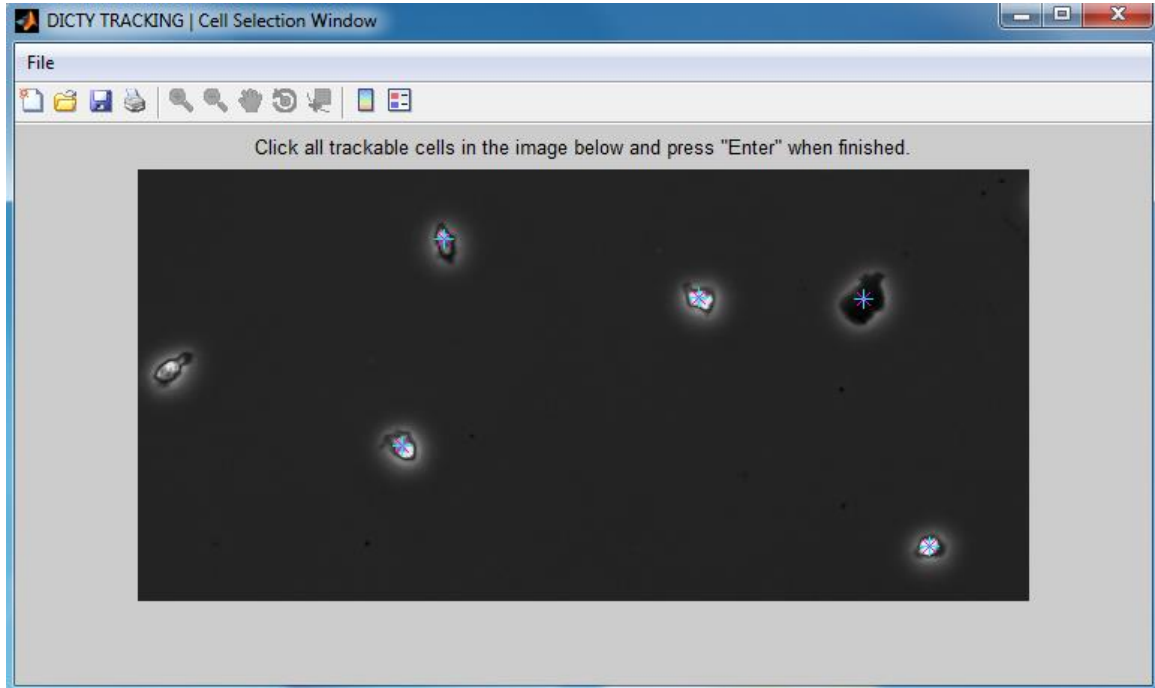 DICTY TRACKING | Cell Selection Window
File
Click all trackable cells in the image below and press "Enter" when finished.